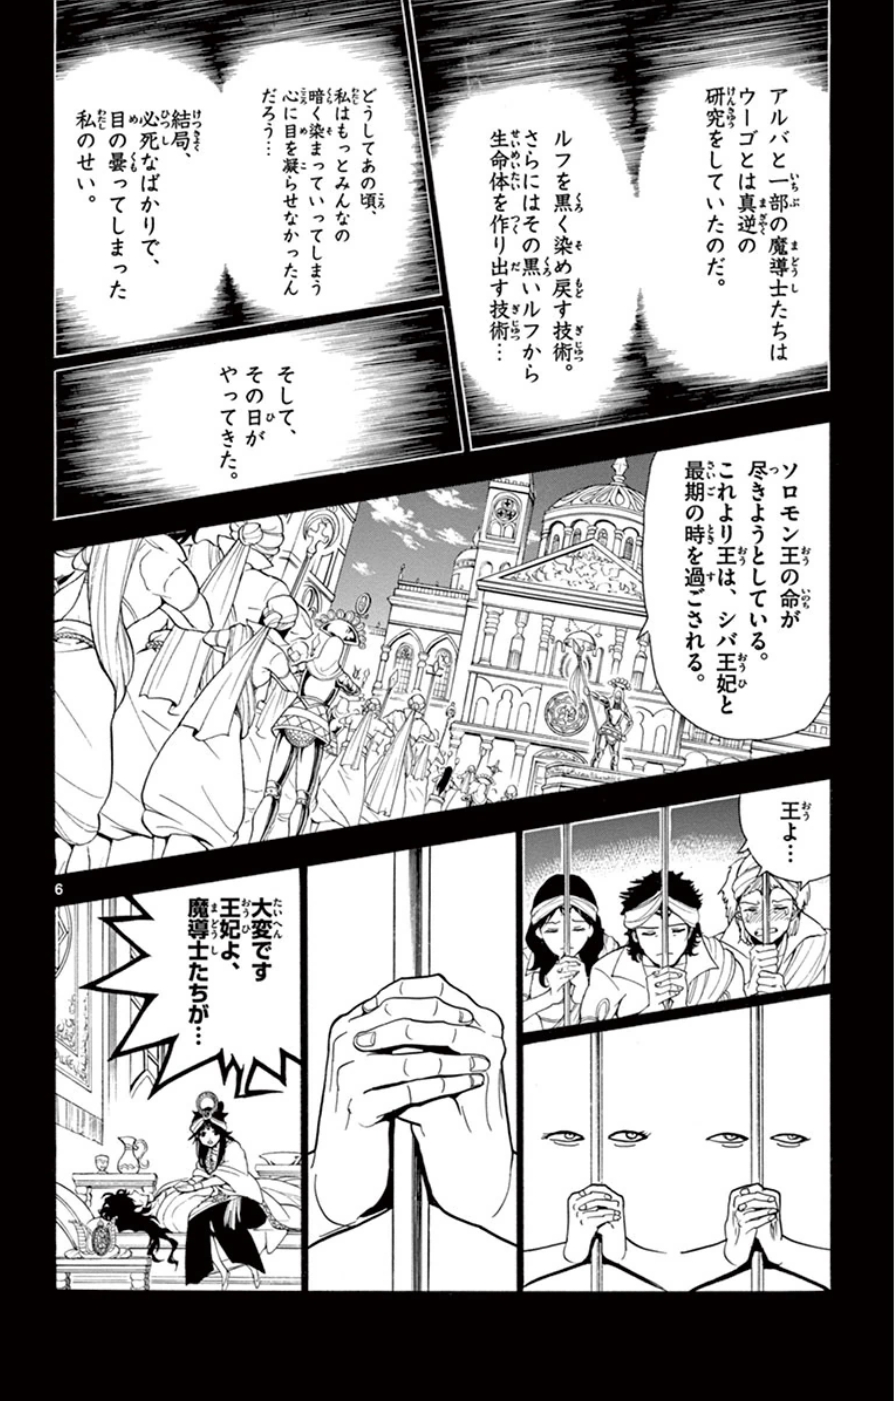 アルバと一部の魔導士たちは
ウーゴとは真逆の
研究をしていたのだ。
ルフを黒く染め戻す技術。
さらにはその黒いルフから
生命体を作り出す技術…
どうしてあの頃、
私はもっとみんなの
暗く染まっていってしまう
心に目を凝らせなかったん
だろう…
結局、
必死なばかりで、
目の曇ってしまった
私のせい。
そして、
その日が
やってきた。
ソロモン王の命が
尽きようとしている。
これより王は、シバ王妃と
最期の時を過ごされる。
王よ…
大変です
王妃よ、
魔導士たちが…
6